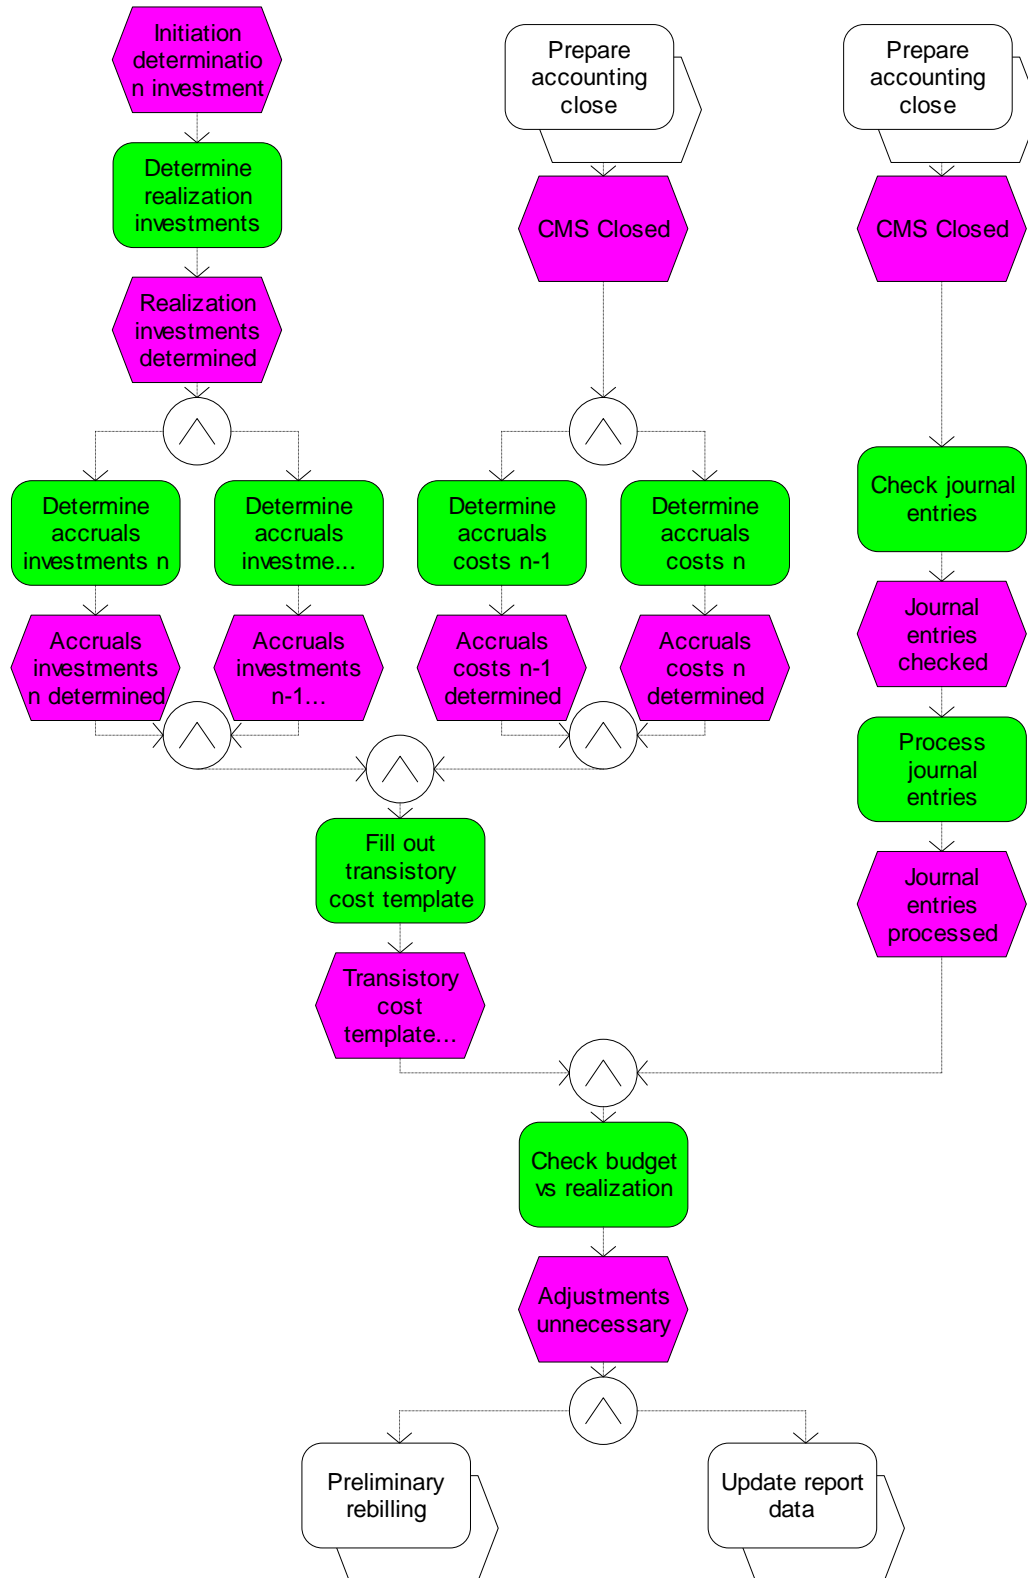 Initiation
determinatio
n investment
Prepare
accounting
close
Prepare
accounting
close
Determine
realization
investments
CMS Closed
CMS Closed
Realization
investments
determined
Determine
accruals
investments n
Determine
accruals
investme...
Determine
accruals
costs n-1
Determine
accruals
costs n
Check journal
entries
Accruals
investments
n determined
Accruals
investments
n-1...
Accruals
costs n-1
determined
Accruals
costs n
determined
Journal
entries
checked
Process
journal
entries
Fill out
transistory
cost template
Journal
entries
processed
Transistory
cost
template...
Check budget
vs realization
Adjustments
unnecessary
Preliminary
rebilling
Update report
data